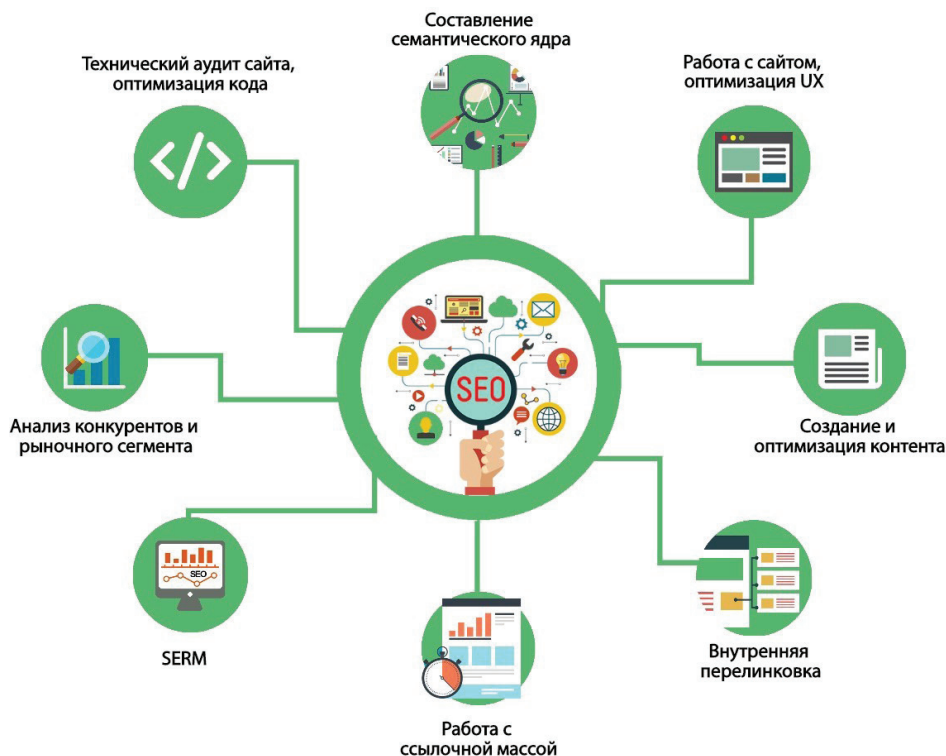 Составление
семантического ядра
Технический аудит сайта,
оптимизация кода
Работа с сайтом,
оптимизация UX
SEO
Анализ конкурентов и
рыночного сегмента
Создание и
оптимизация контента
SEO
SERM
Внутренняя
перелинковка
Работа с
ссылочной массой